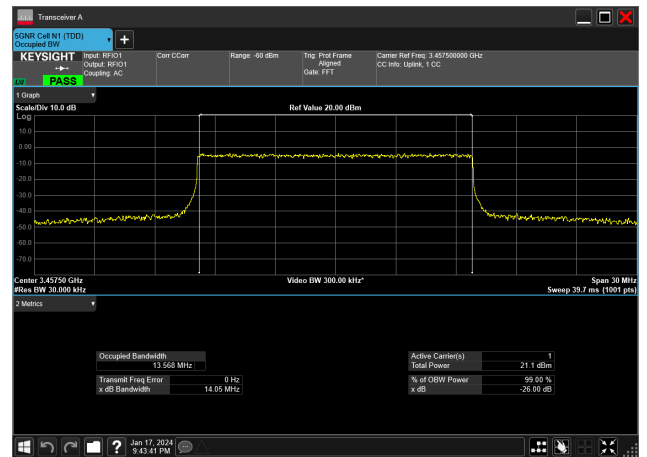 Transceiver A
5GNR Cell N1 (TDD)
Occupied BW
KEYSIGHT
Input: RFIO1
Output: RFIO1
Coupling: AC
Corr CCorr
Range: -60 dBm
Trig: Prot Frame
Aligned
Gate: FFT
Carrier Ref Freq: 3.457500000 GHz
CC Info: Uplink, 1 CC
PASS
1 Graph
Scale/Div 10.0 dB
Ref Value 20.00 dBm
Log
10.0
0.00
-10.0
-20.0
-30.0
-40.0
-50.0
-60.0
-70.0
Center 3.45750 GHz
Video BW 300.00 kHz*
Span 30 MHz
#Res BW 30.000 kHz
Sweep 39.7 ms (1001 pts)
2 Metrics
Occupied Bandwidth
13.568 MHz
Active Carrier(s) 1
Total Power 21.1 dBm
Transmit Freq Error 0 Hz
x dB Bandwidth 14.05 MHz
% of OBW Power 99.00 %
x dB -26.00 dB
Jan 17, 2024
9:43:41 PM